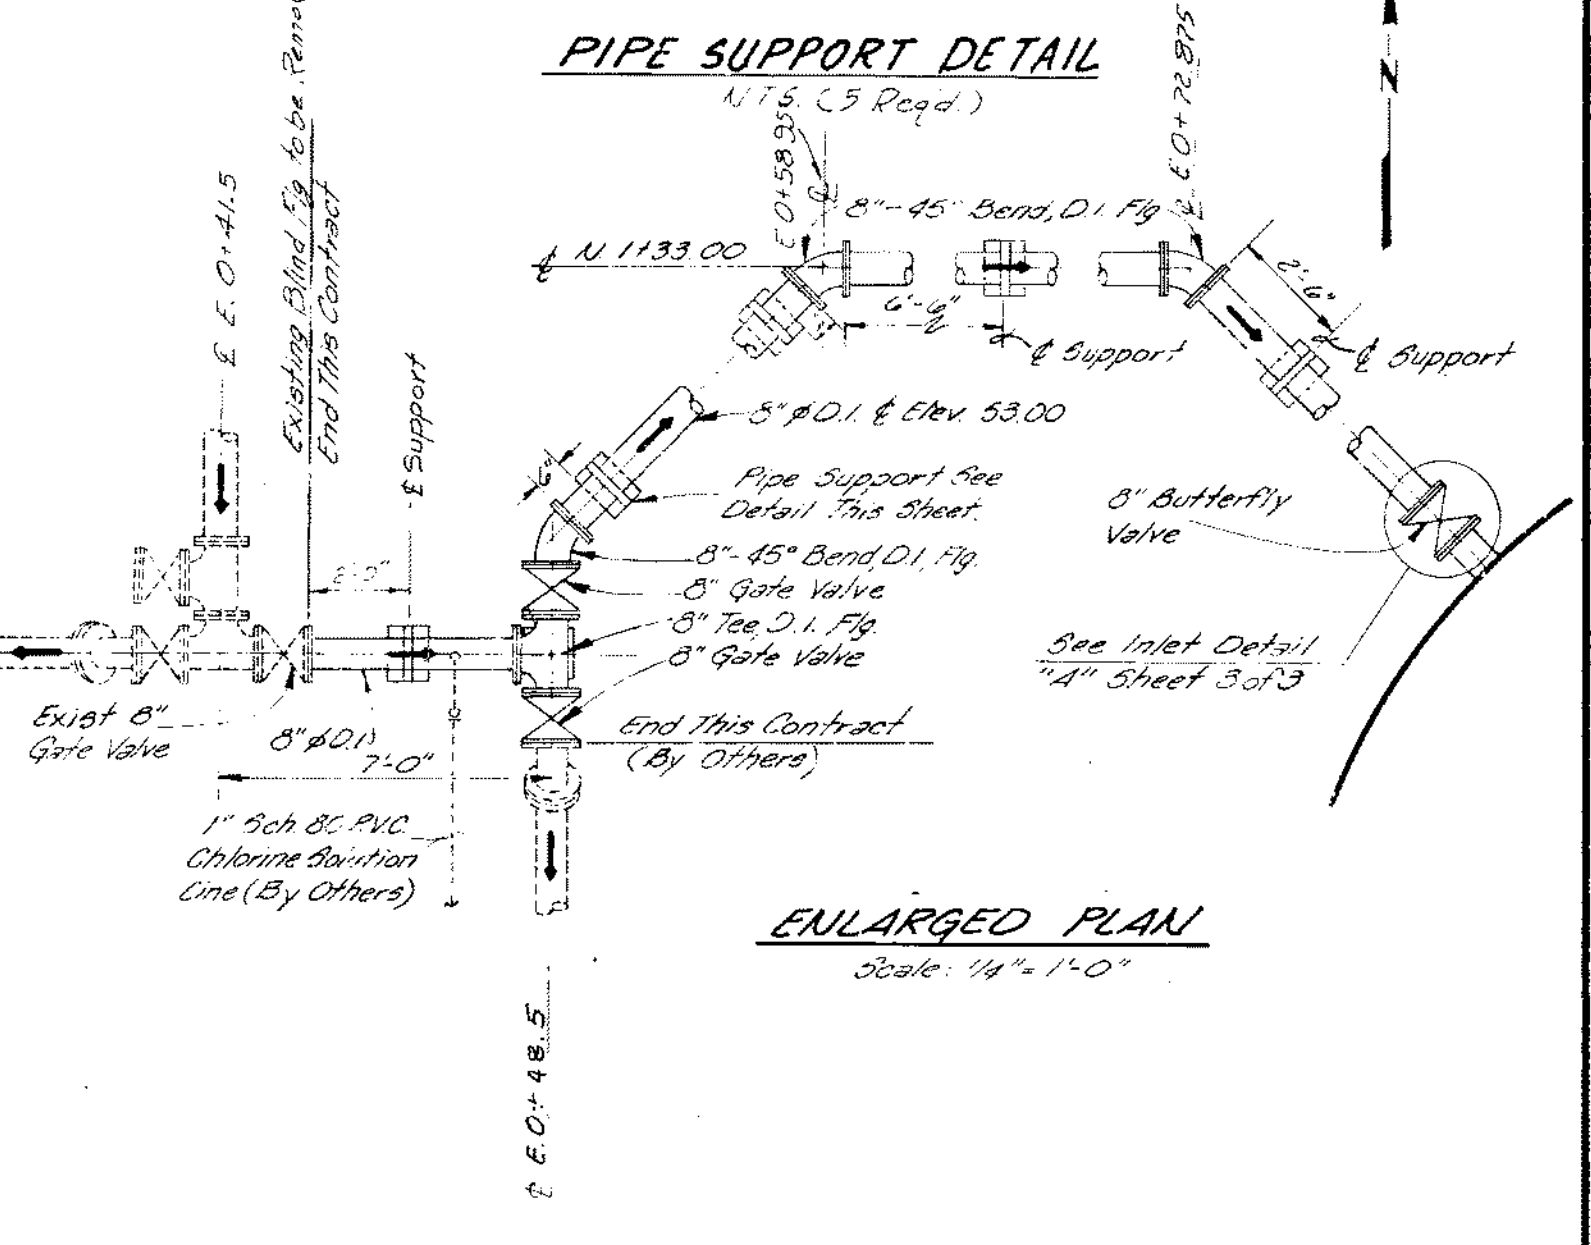 PIPE SUPPORT DETAIL
N.T.S. (5 Reqd.)
Existing Blind Flg to be
End This Contract
℄ E. 0+41.5
℄ Support
E 0+58.95
℄ E 0+72.875
N
8"-45° Bend, D.I. Flg
℄ N. 1+33.00
6'-6"
2'-6"
℄ Support
℄ Support
8" φ D.I. ℄ Elev. 53.00
6"
Pipe Support See
Detail This Sheet.
8" Butterfly
Valve
8"-45° Bend, D.I. Flg.
8" Gate Valve
2'-0"
8" Tee, D.I. Flg.
8" Gate Valve
See Inlet Detail
"A" Sheet 3 of 3
Exist 8"
Gate Valve
8" φ D.I.
7'-0"
End This Contract
(By Others)
1" Sch. 80 P.V.C.
Chlorine Solution
Line (By Others)
ENLARGED PLAN
Scale: 1/4" = 1'-0"
℄ E. 0+48.5